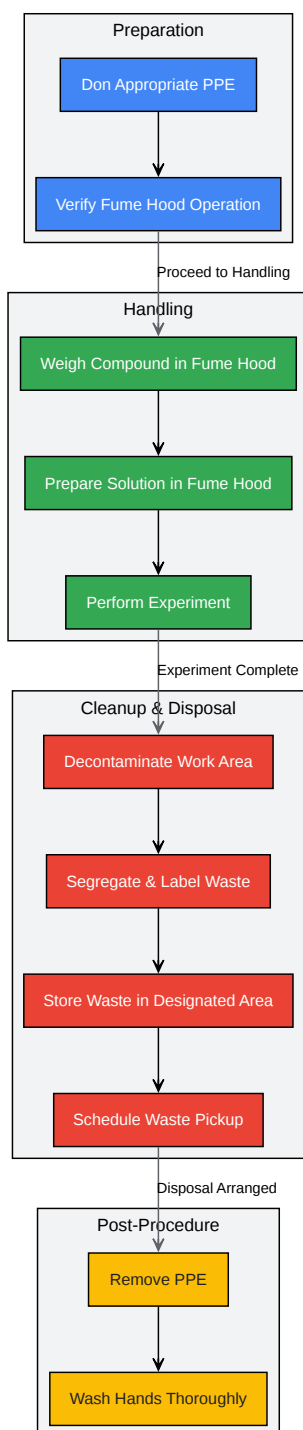 Preparation
Don Appropriate PPE
Verify Fume Hood Operation
Proceed to Handling
Handling
Weigh Compound in Fume Hood
Prepare Solution in Fume Hood
Perform Experiment
Experiment Complete
Cleanup & Disposal
Decontaminate Work Area
Segregate & Label Waste
Store Waste in Designated Area
Schedule Waste Pickup
Disposal Arranged
Post-Procedure
Remove PPE
Wash Hands Thoroughly